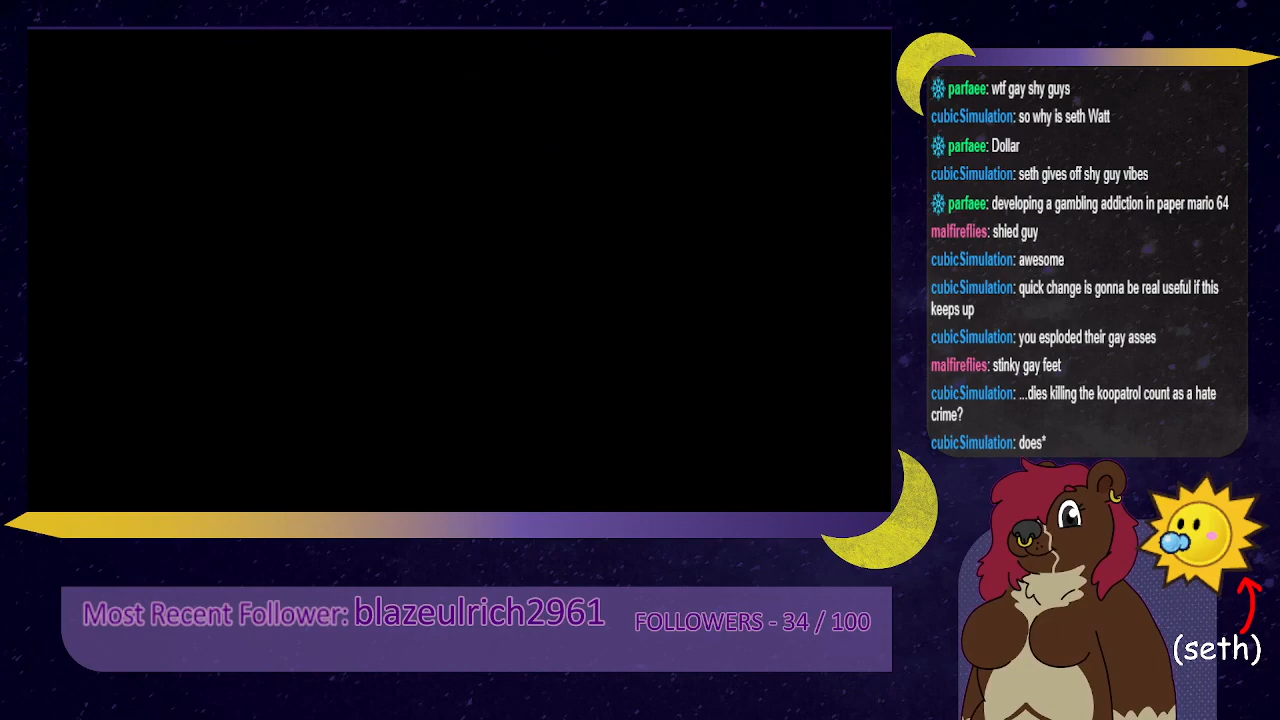 parfaee: wtf gay shy guys
cubicSimulation: so why is seth Watt
parfaee: Dollar
cubicSimulation: seth gives off shy guy vibes
parfaee: developing a gambling addiction in paper mario 64
malfireflies: shied guy
cubicSimulation: awesome
cubicSimulation: quick change is gonna be real useful if this
keeps up
cubicSimulation: you esploded their gay asses
malfireflies: stinky gay feet
cubicSimulation: ...dies killing the koopatrol count as a hate
crime?
cubicSimulation: does*
Most Recent Follower: blazeulrich2961
FOLLOWERS - 34 / 100
(seth)